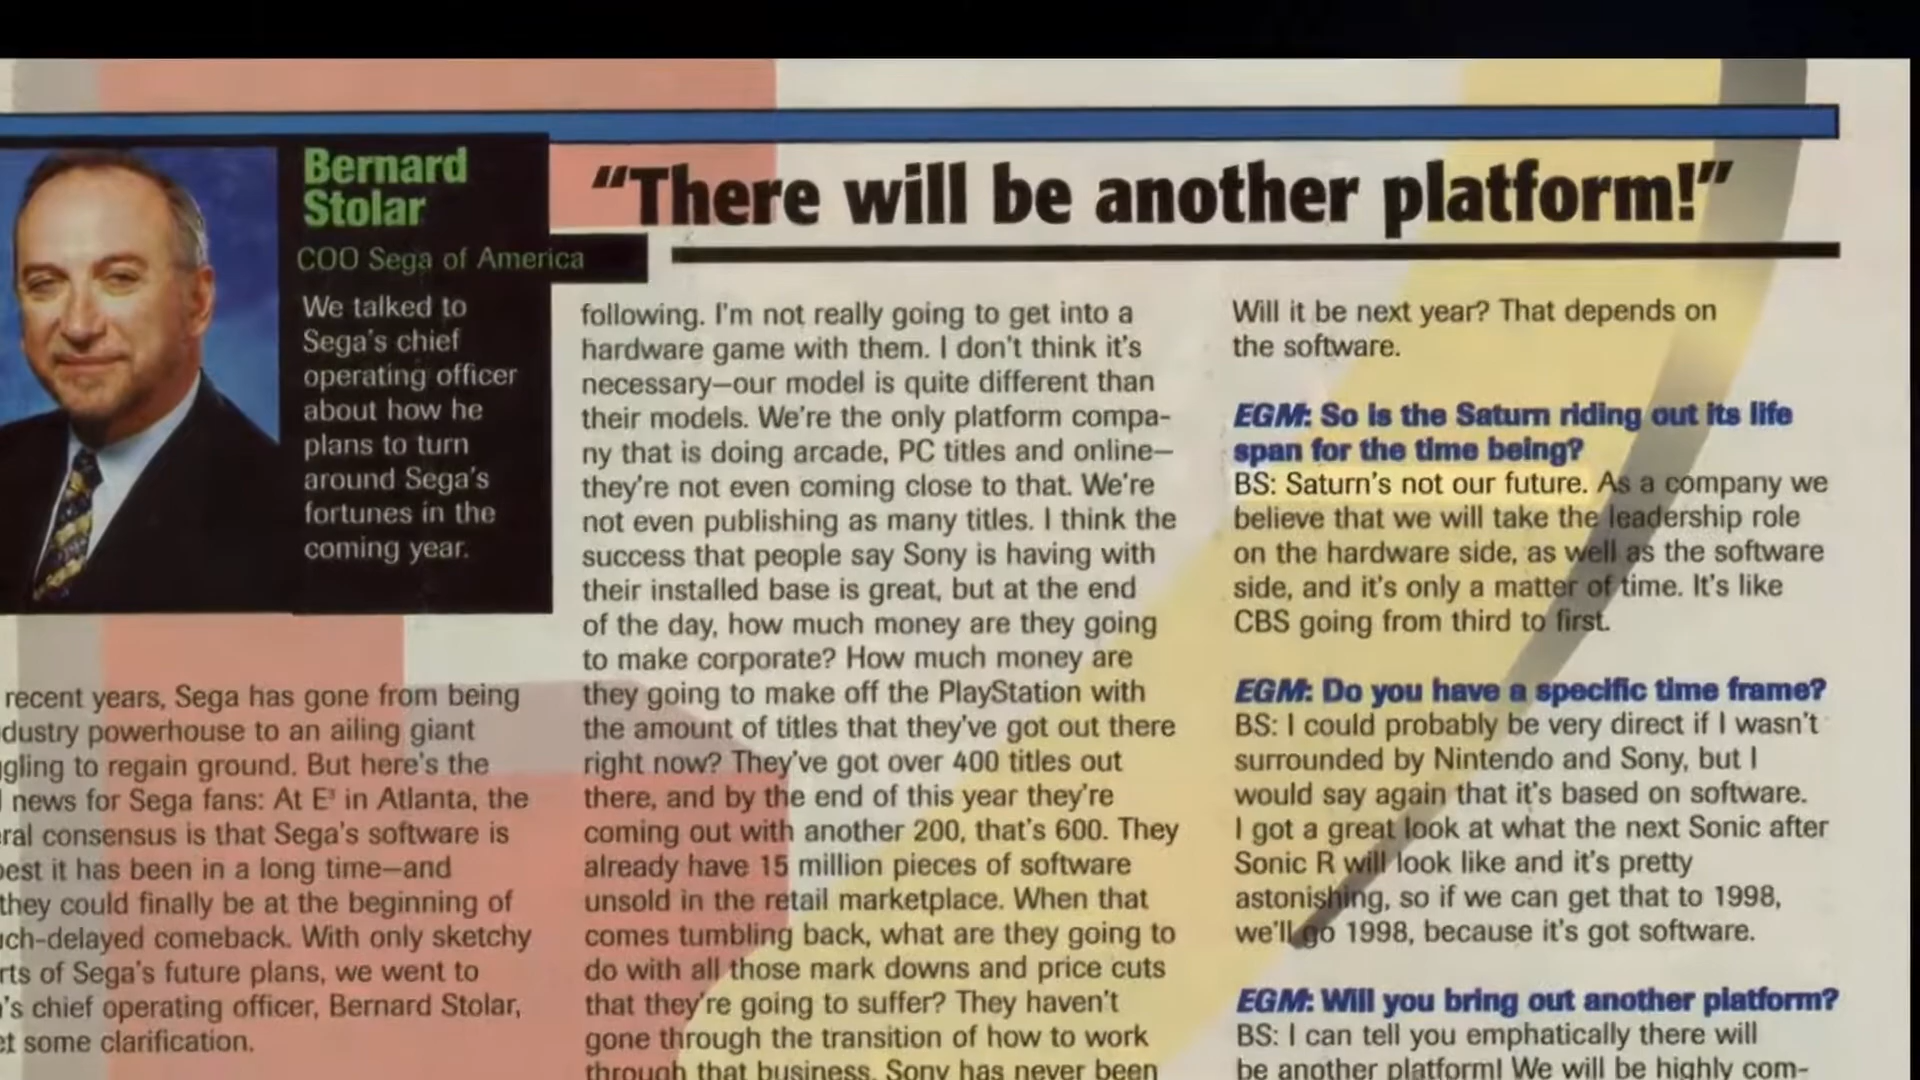 Bernard
Stolar
COO Sega of America
We talked to
Sega's chief
operating officer
about how he
plans to turn
around Sega's
fortunes in the
coming year.
"There will be another platform!"
recent years, Sega has gone from being
dustry powerhouse to an ailing giant
gling to regain ground. But here's the
news for Sega fans: At E³ in Atlanta, the
ral consensus is that Sega's software is
best it has been in a long time—and
they could finally be at the beginning of
uch-delayed comeback. With only sketchy
rts of Sega's future plans, we went to
's chief operating officer, Bernard Stolar,
et some clarification.
following. I'm not really going to get into a
hardware game with them. I don't think it's
necessary—our model is quite different than
their models. We're the only platform compa-
ny that is doing arcade, PC titles and online—
they're not even coming close to that. We're
not even publishing as many titles. I think the
success that people say Sony is having with
their installed base is great, but at the end
of the day, how much money are they going
to make corporate? How much money are
they going to make off the PlayStation with
the amount of titles that they've got out there
right now? They've got over 400 titles out
there, and by the end of this year they're
coming out with another 200, that's 600. They
already have 15 million pieces of software
unsold in the retail marketplace. When that
comes tumbling back, what are they going to
do with all those mark downs and price cuts
that they're going to suffer? They haven't
gone through the transition of how to work
through that business. Sony has never been
Will it be next year? That depends on
the software.
EGM: So is the Saturn riding out its life
span for the time being?
BS: Saturn's not our future. As a company we
believe that we will take the leadership role
on the hardware side, as well as the software
side, and it's only a matter of time. It's like
CBS going from third to first.
EGM: Do you have a specific time frame?
BS: I could probably be very direct if I wasn't
surrounded by Nintendo and Sony, but I
would say again that it's based on software.
I got a great look at what the next Sonic after
Sonic R will look like and it's pretty
astonishing, so if we can get that to 1998,
we'll go 1998, because it's got software.
EGM: Will you bring out another platform?
BS: I can tell you emphatically there will
be another platform! We will be highly com-